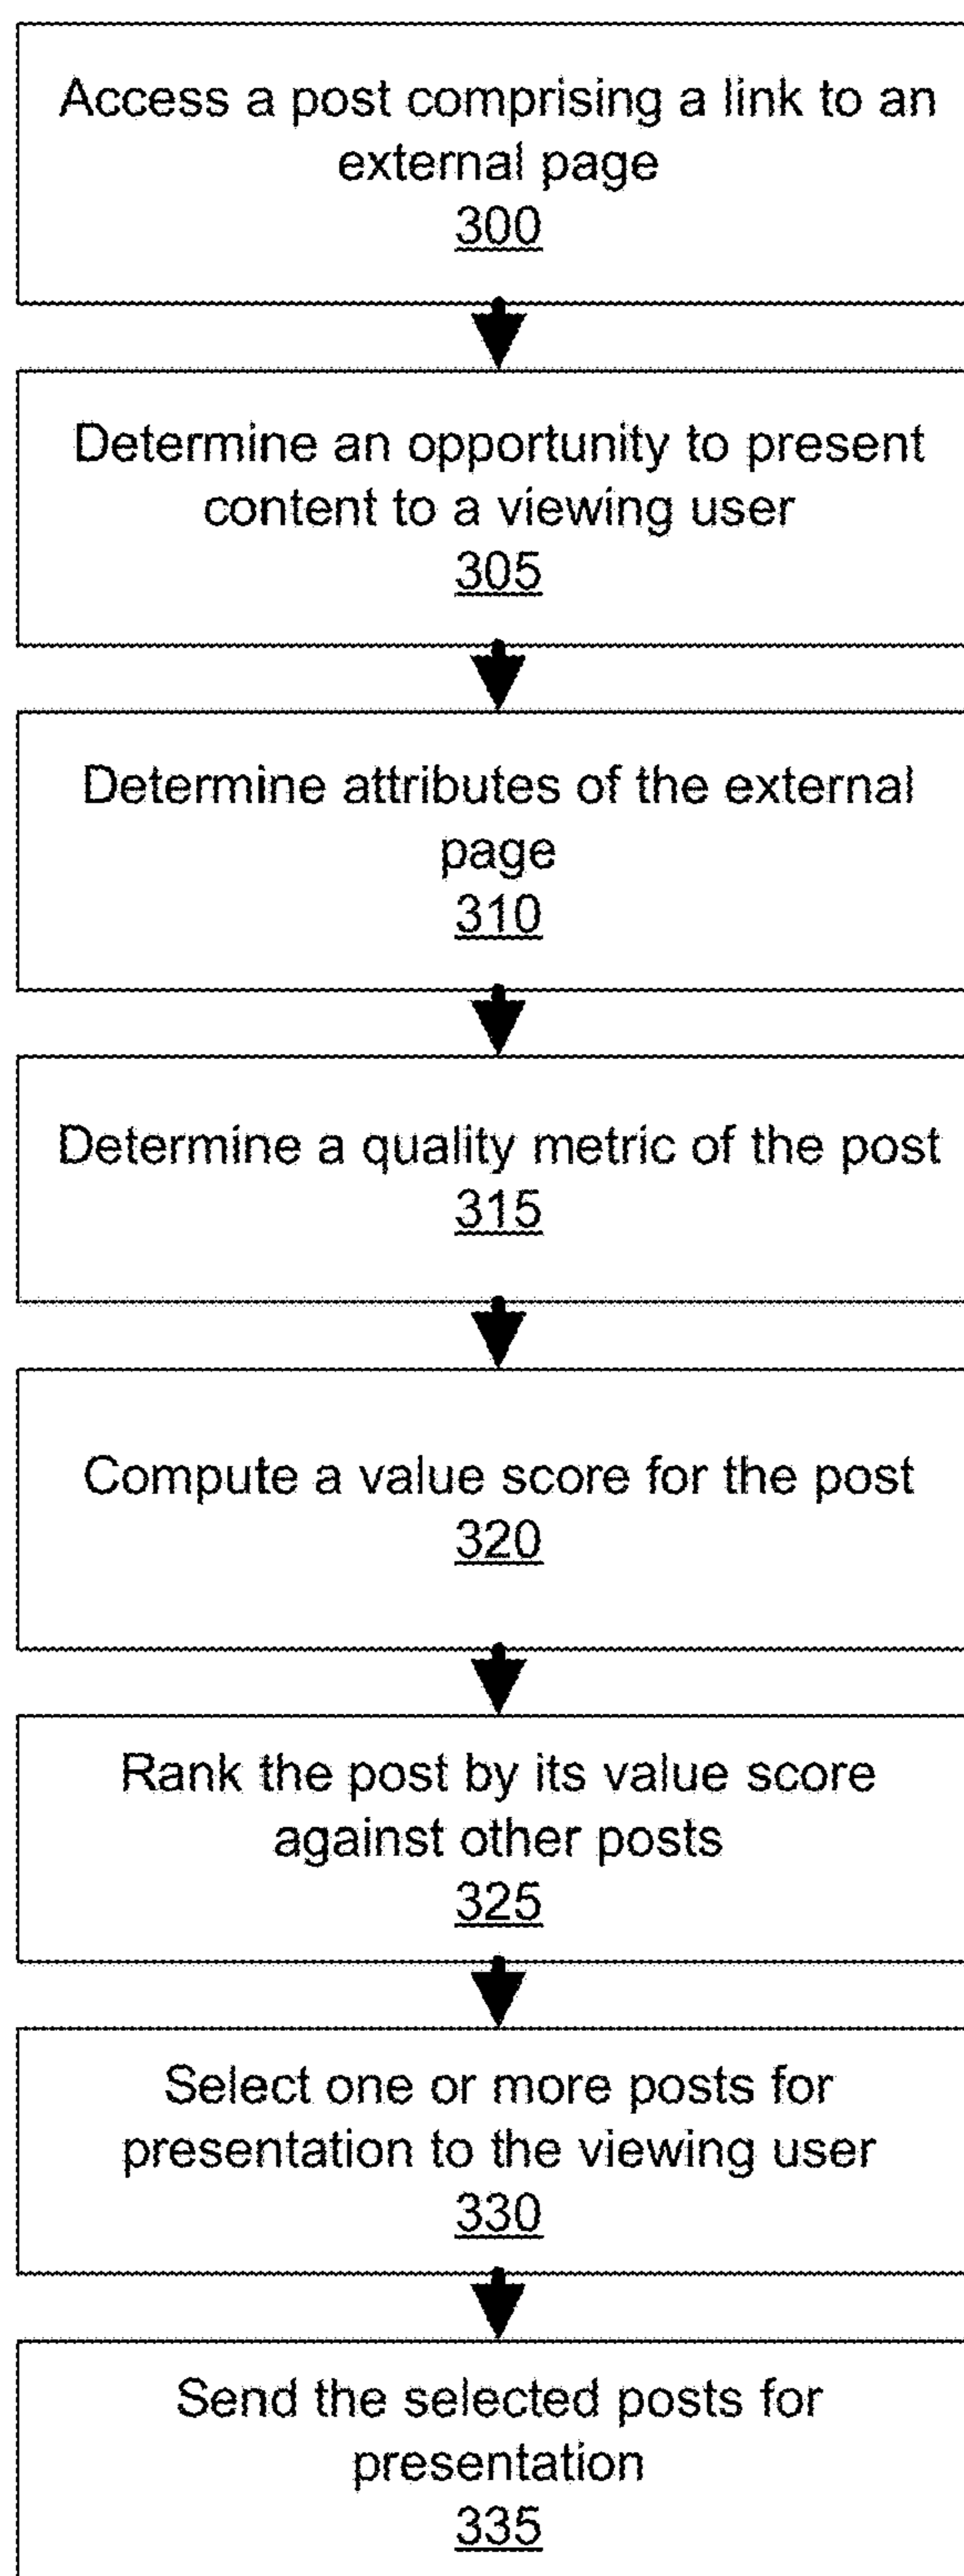 Access a post comprising a link to an
external page
300
Determine an opportunity to present
content to a viewing user
305
Determine attributes of the external
page
310
Determine a quality metric of the post
315
Compute a value score for the post
320
Rank the post by its value score
against other posts
325
Select one or more posts for
presentation to the viewing user
330
Send the selected posts for
presentation
335